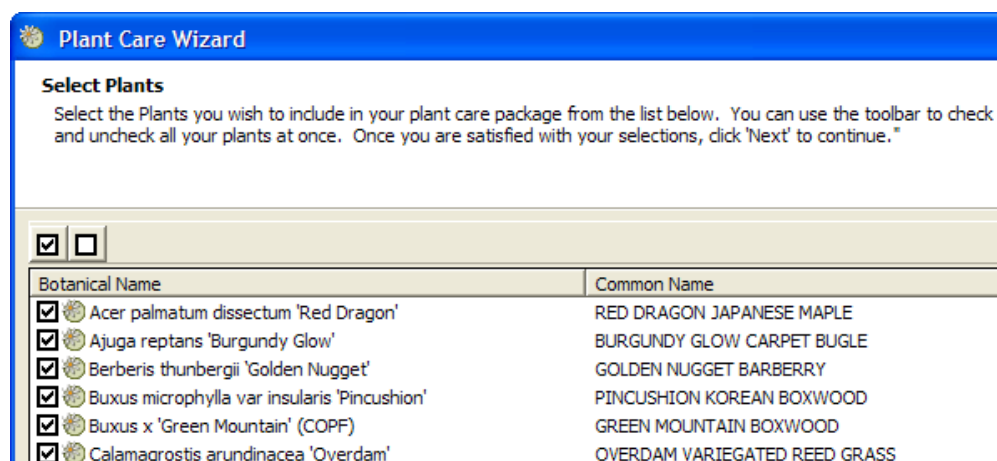 Plant Care Wizard
Select Plants
Select the Plants you wish to include in your plant care package from the list below. You can use the toolbar to check
and uncheck all your plants at once. Once you are satisfied with your selections, click 'Next' to continue."
Botanical Name Common Name
Acer palmatum dissectum 'Red Dragon' RED DRAGON JAPANESE MAPLE
Ajuga reptans 'Burgundy Glow' BURGUNDY GLOW CARPET BUGLE
Berberis thunbergii 'Golden Nugget' GOLDEN NUGGET BARBERRY
Buxus microphylla var insularis 'Pincushion' PINCUSHION KOREAN BOXWOOD
Buxus x 'Green Mountain' (COPF) GREEN MOUNTAIN BOXWOOD
Calamagrostis arundinacea 'Overdam' OVERDAM VARIEGATED REED GRASS